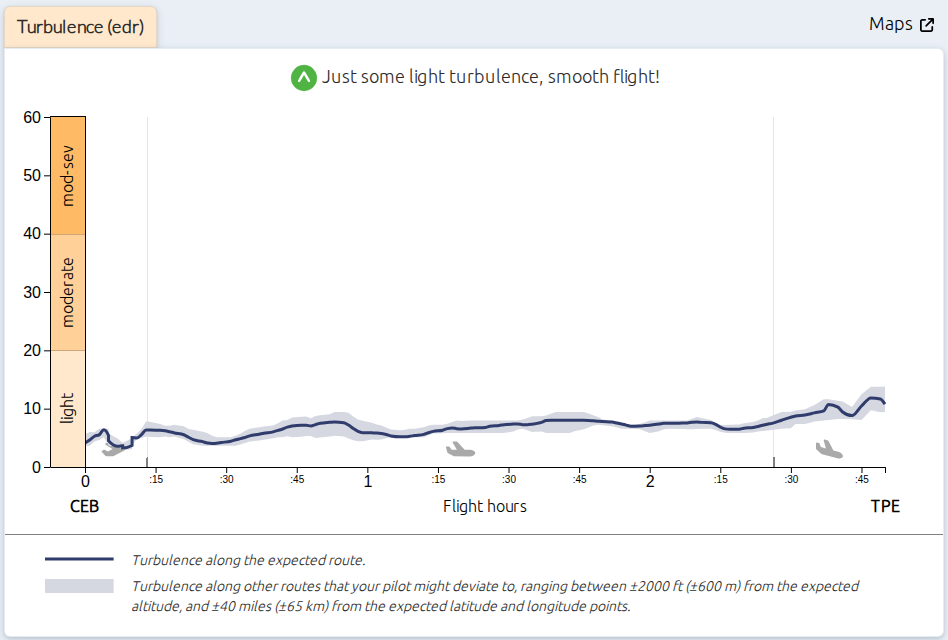 Turbulence (edr)
Maps
Just some light turbulence, smooth flight!
60
50
40
30
20
10
0
mod-sev
moderate
light
0 :15 :30 :45 1 :15 :30 :45 2 :15 :30 :45
CEB Flight hours TPE
Turbulence along the expected route.
Turbulence along other routes that your pilot might deviate to, ranging between ±2000 ft (±600 m) from the expected
altitude, and ±40 miles (±65 km) from the expected latitude and longitude points.